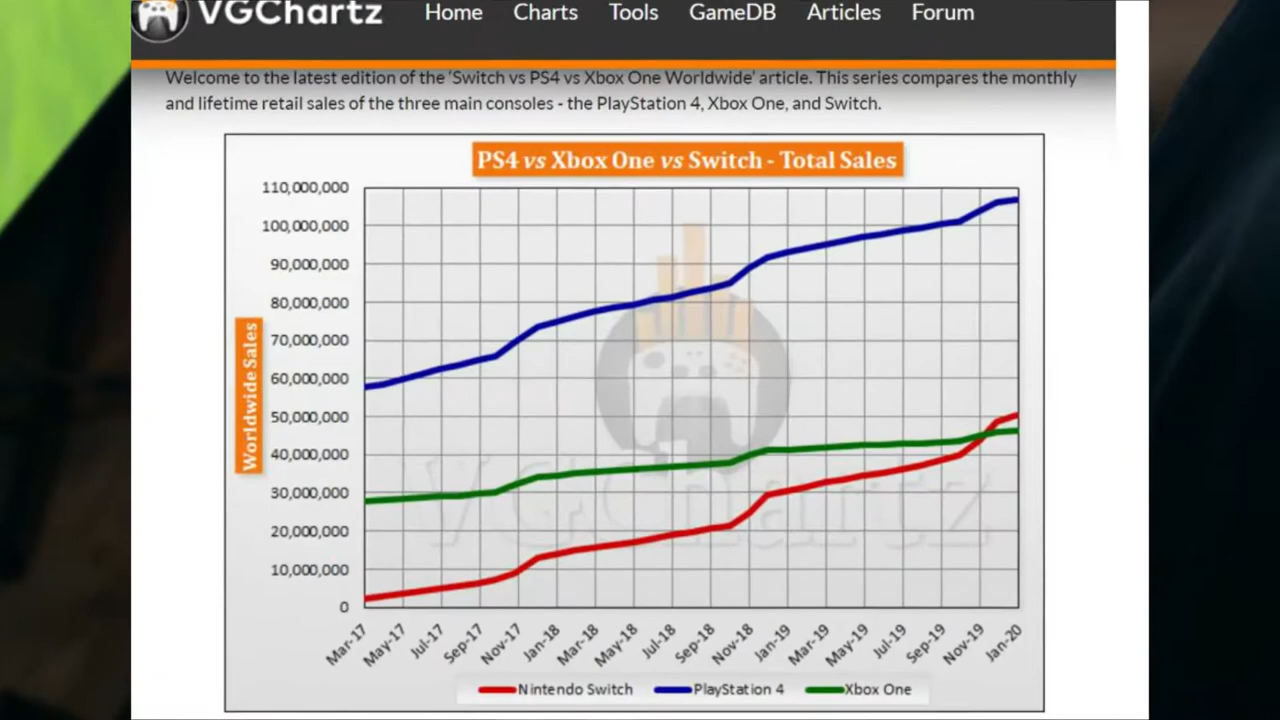 VGChartz Home Charts Tools GameDB Articles Forum
Welcome to the latest edition of the 'Switch vs PS4 vs Xbox One Worldwide' article. This series compares the monthly
and lifetime retail sales of the three main consoles - the PlayStation 4, Xbox One, and Switch.
PS4 vs Xbox One vs Switch - Total Sales
110,000,000
100,000,000
90,000,000
80,000,000
70,000,000
60,000,000
50,000,000
40,000,000
30,000,000
20,000,000
10,000,000
0
Worldwide Sales
VGChartz
Mar-17 May-17 Jul-17 Sep-17 Nov-17 Jan-18 Mar-18 May-18 Jul-18 Sep-18 Nov-18 Jan-19 Mar-19 May-19 Jul-19 Sep-19 Nov-19 Jan-20
Nintendo Switch PlayStation 4 Xbox One